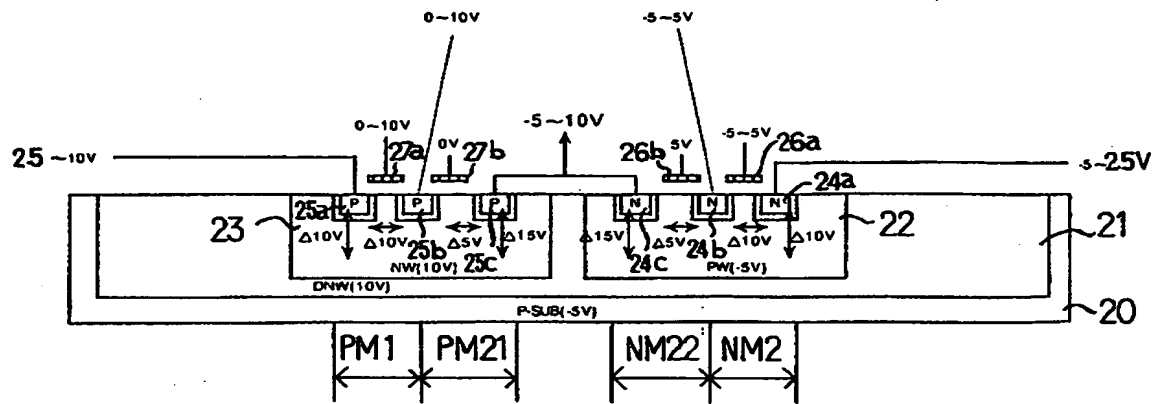 0~10V
-5~5V
0~10V
-5~10V
-5~5V
25 ~10V
27a
0V
27b
26b
5V
26a
-5~25V
24a
25a
P
P
P
N
N
N
23
22
21
Δ10V
Δ10V
25b
Δ5V
25c
Δ15V
Δ15V
Δ5V
24b
Δ10V
Δ10V
24c
NW(10V)
PW(-5V)
DNW(10V)
P-SUB(-5V)
20
PM1
PM21
NM22
NM2